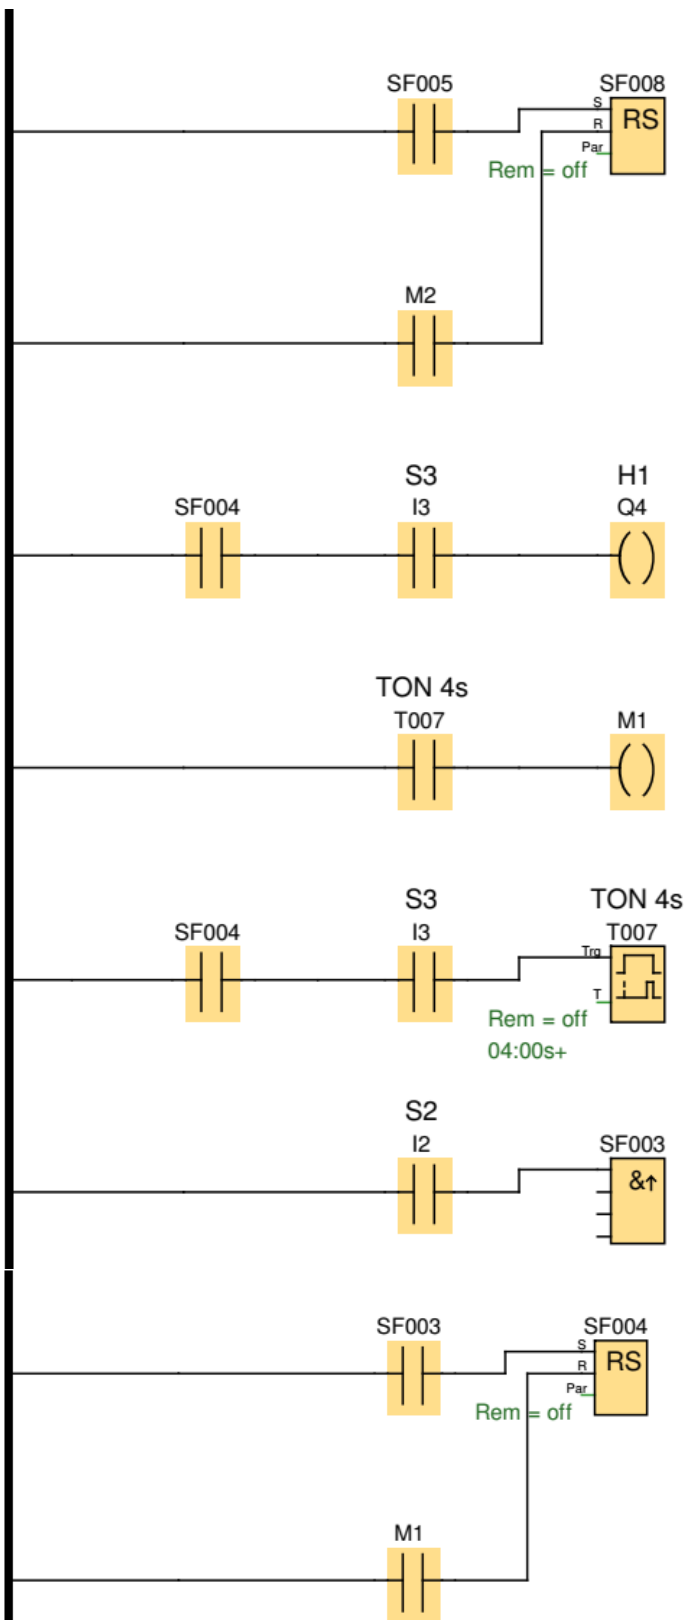 SF005
SF008
S
R
RS
Par
Rem = off
M2
S3
H1
SF004
I3
Q4
TON 4s
T007
M1
S3
TON 4s
SF004
I3
T007
Trg
T
Rem = off
04:00s+
S2
I2
SF003
&↑
SF003
SF004
S
R
RS
Par
Rem = off
M1